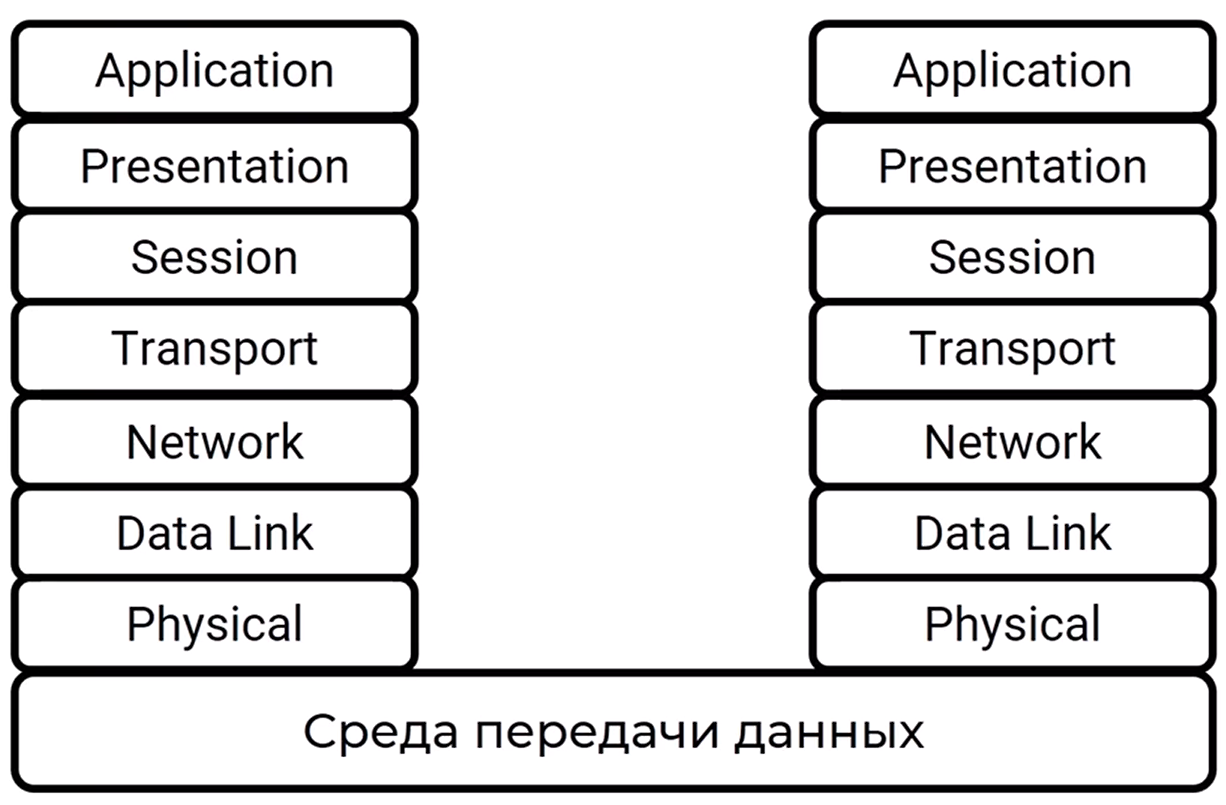 Application
Presentation
Session
Transport
Network
Data Link
Physical
Application
Presentation
Session
Transport
Network
Data Link
Physical
Среда передачи данных